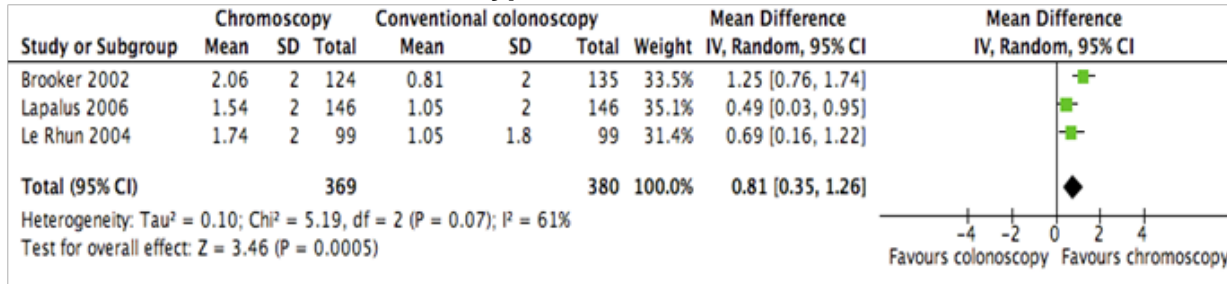 Chromoscopy Conventional colonoscopy Mean Difference Mean Difference
Study or Subgroup Mean SD Total Mean SD Total Weight IV, Random, 95% CI IV, Random, 95% CI
Brooker 2002 2.06 2 124 0.81 2 135 33.5% 1.25 [0.76, 1.74]
Lapalus 2006 1.54 2 146 1.05 2 146 35.1% 0.49 [0.03, 0.95]
Le Rhun 2004 1.74 2 99 1.05 1.8 99 31.4% 0.69 [0.16, 1.22]
Total (95% CI) 369 380 100.0% 0.81 [0.35, 1.26]
Heterogeneity: Tau² = 0.10; Chi² = 5.19, df = 2 (P = 0.07); I² = 61%
Test for overall effect: Z = 3.46 (P = 0.0005)
-4 -2 0 2 4
Favours colonoscopy Favours chromoscopy